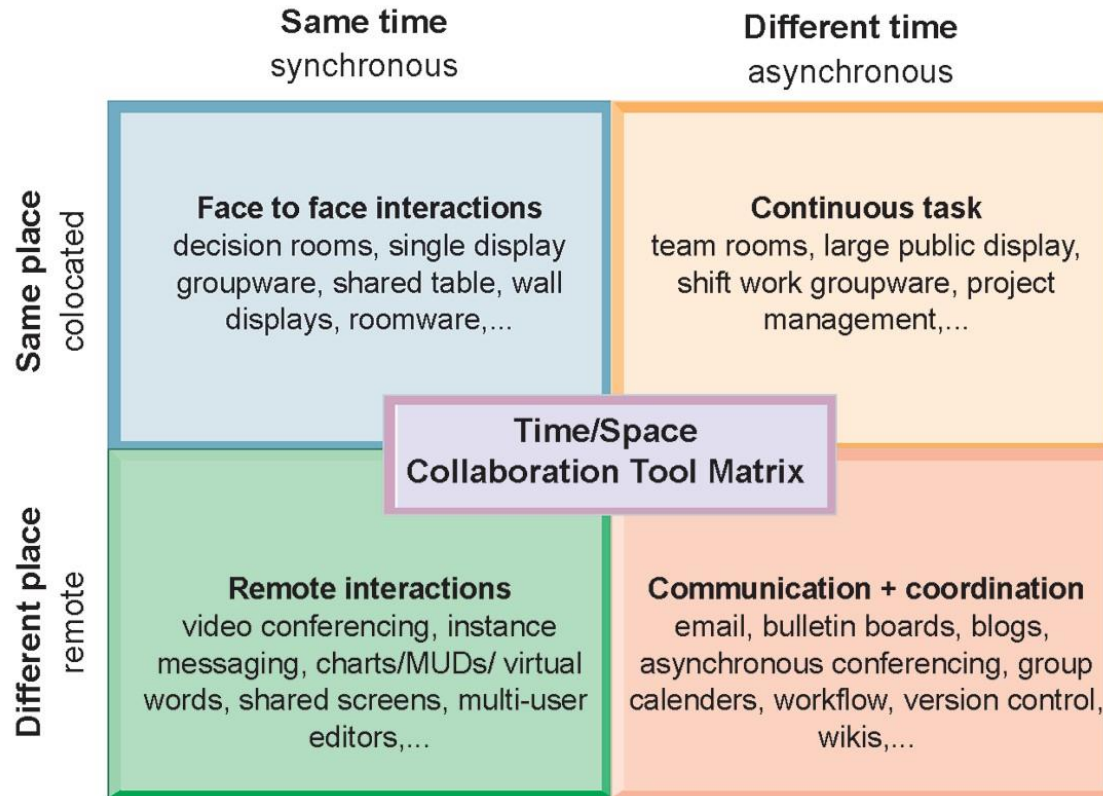 Same time
synchronous
Different time
asynchronous
Same place
colocated
Face to face interactions
decision rooms, single display
groupware, shared table, wall
displays, roomware,...
Continuous task
team rooms, large public display,
shift work groupware, project
management,...
Time/Space
Collaboration Tool Matrix
Different place
remote
Remote interactions
video conferencing, instance
messaging, charts/MUDs/ virtual
words, shared screens, multi-user
editors,...
Communication + coordination
email, bulletin boards, blogs,
asynchronous conferencing, group
calenders, workflow, version control,
wikis,...